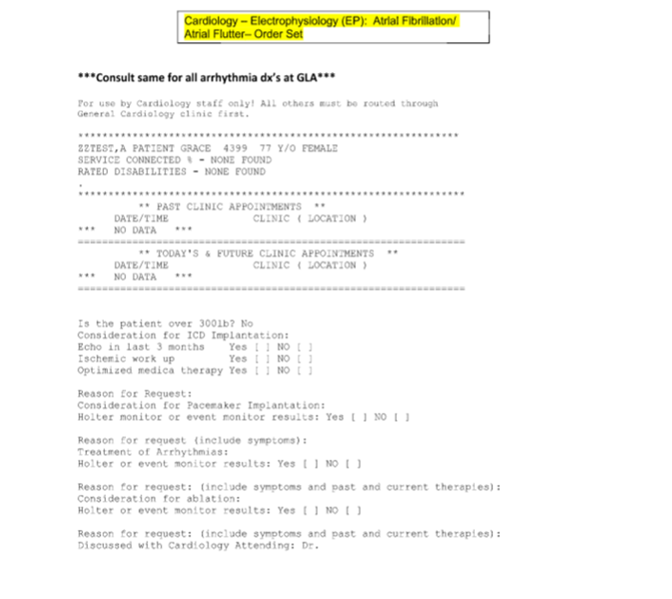 Cardiology – Electrophysiology (EP): Atrial Fibrillation/
Atrial Flutter– Order Set
***Consult same for all arrhythmia dx's at GLA***
For use by Cardiology staff only! All others must be routed through
General Cardiology clinic first.
*****************************************************************
ZZTEST,A PATIENT GRACE 4399 77 Y/O FEMALE
SERVICE CONNECTED % - NONE FOUND
RATED DISABILITIES - NONE FOUND
.
******************************************************************
** PAST CLINIC APPOINTMENTS **
DATE/TIME CLINIC ( LOCATION )
*** NO DATA ***
==================================================================
** TODAY'S & FUTURE CLINIC APPOINTMENTS **
DATE/TIME CLINIC ( LOCATION )
*** NO DATA ***
==================================================================
Is the patient over 300lb? No
Consideration for ICD Implantation:
Echo in last 3 months Yes [ ] NO [ ]
Ischemic work up Yes [ ] NO [ ]
Optimized medica therapy Yes [ ] NO [ ]
Reason for Request:
Consideration for Pacemaker Implantation:
Holter monitor or event monitor results: Yes [ ] NO [ ]
Reason for request (include symptoms):
Treatment of Arrhythmias:
Holter or event monitor results: Yes [ ] NO [ ]
Reason for request: (include symptoms and past and current therapies):
Consideration for ablation:
Holter or event monitor results: Yes [ ] NO [ ]
Reason for request: (include symptoms and past and current therapies):
Discussed with Cardiology Attending: Dr.